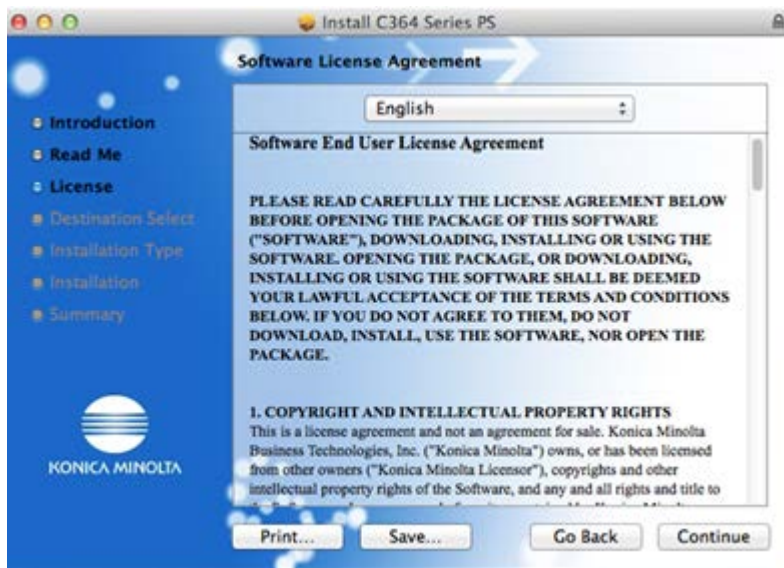 Install C364 Series PS
Software License Agreement
Introduction
Read Me
License
Destination Select
Installation Type
Installation
Summary
KONICA MINOLTA
English
Software End User License Agreement
PLEASE READ CAREFULLY THE LICENSE AGREEMENT BELOW
BEFORE OPENING THE PACKAGE OF THIS SOFTWARE
("SOFTWARE"), DOWNLOADING, INSTALLING OR USING THE
SOFTWARE. OPENING THE PACKAGE, OR DOWNLOADING,
INSTALLING OR USING THE SOFTWARE SHALL BE DEEMED
YOUR LAWFUL ACCEPTANCE OF THE TERMS AND CONDITIONS
BELOW. IF YOU DO NOT AGREE TO THEM, DO NOT
DOWNLOAD, INSTALL, USE THE SOFTWARE, NOR OPEN THE
PACKAGE.
1. COPYRIGHT AND INTELLECTUAL PROPERTY RIGHTS
This is a license agreement and not an agreement for sale. Konica Minolta
Business Technologies, Inc. ("Konica Minolta") owns, or has been licensed
from other owners ("Konica Minolta Licensor"), copyrights and other
intellectual property rights of the Software, and any and all rights and title to
Print...
Save...
Go Back
Continue